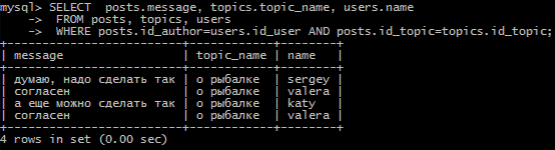 mysql> SELECT  posts.message, topics.topic_name, users.name
    ->  FROM posts, topics, users
    ->  WHERE posts.id_author=users.id_user AND posts.id_topic=topics.id_topic;
+------------------------+------------+--------+
| message                | topic_name | name   |
+------------------------+------------+--------+
| думаю, надо сделать так | о рыбалке  | sergey |
| согласен               | о рыбалке  | valera |
| а еще можно сделать так | о рыбалке  | katy   |
| согласен               | о рыбалке  | valera |
+------------------------+------------+--------+
4 rows in set (0.00 sec)